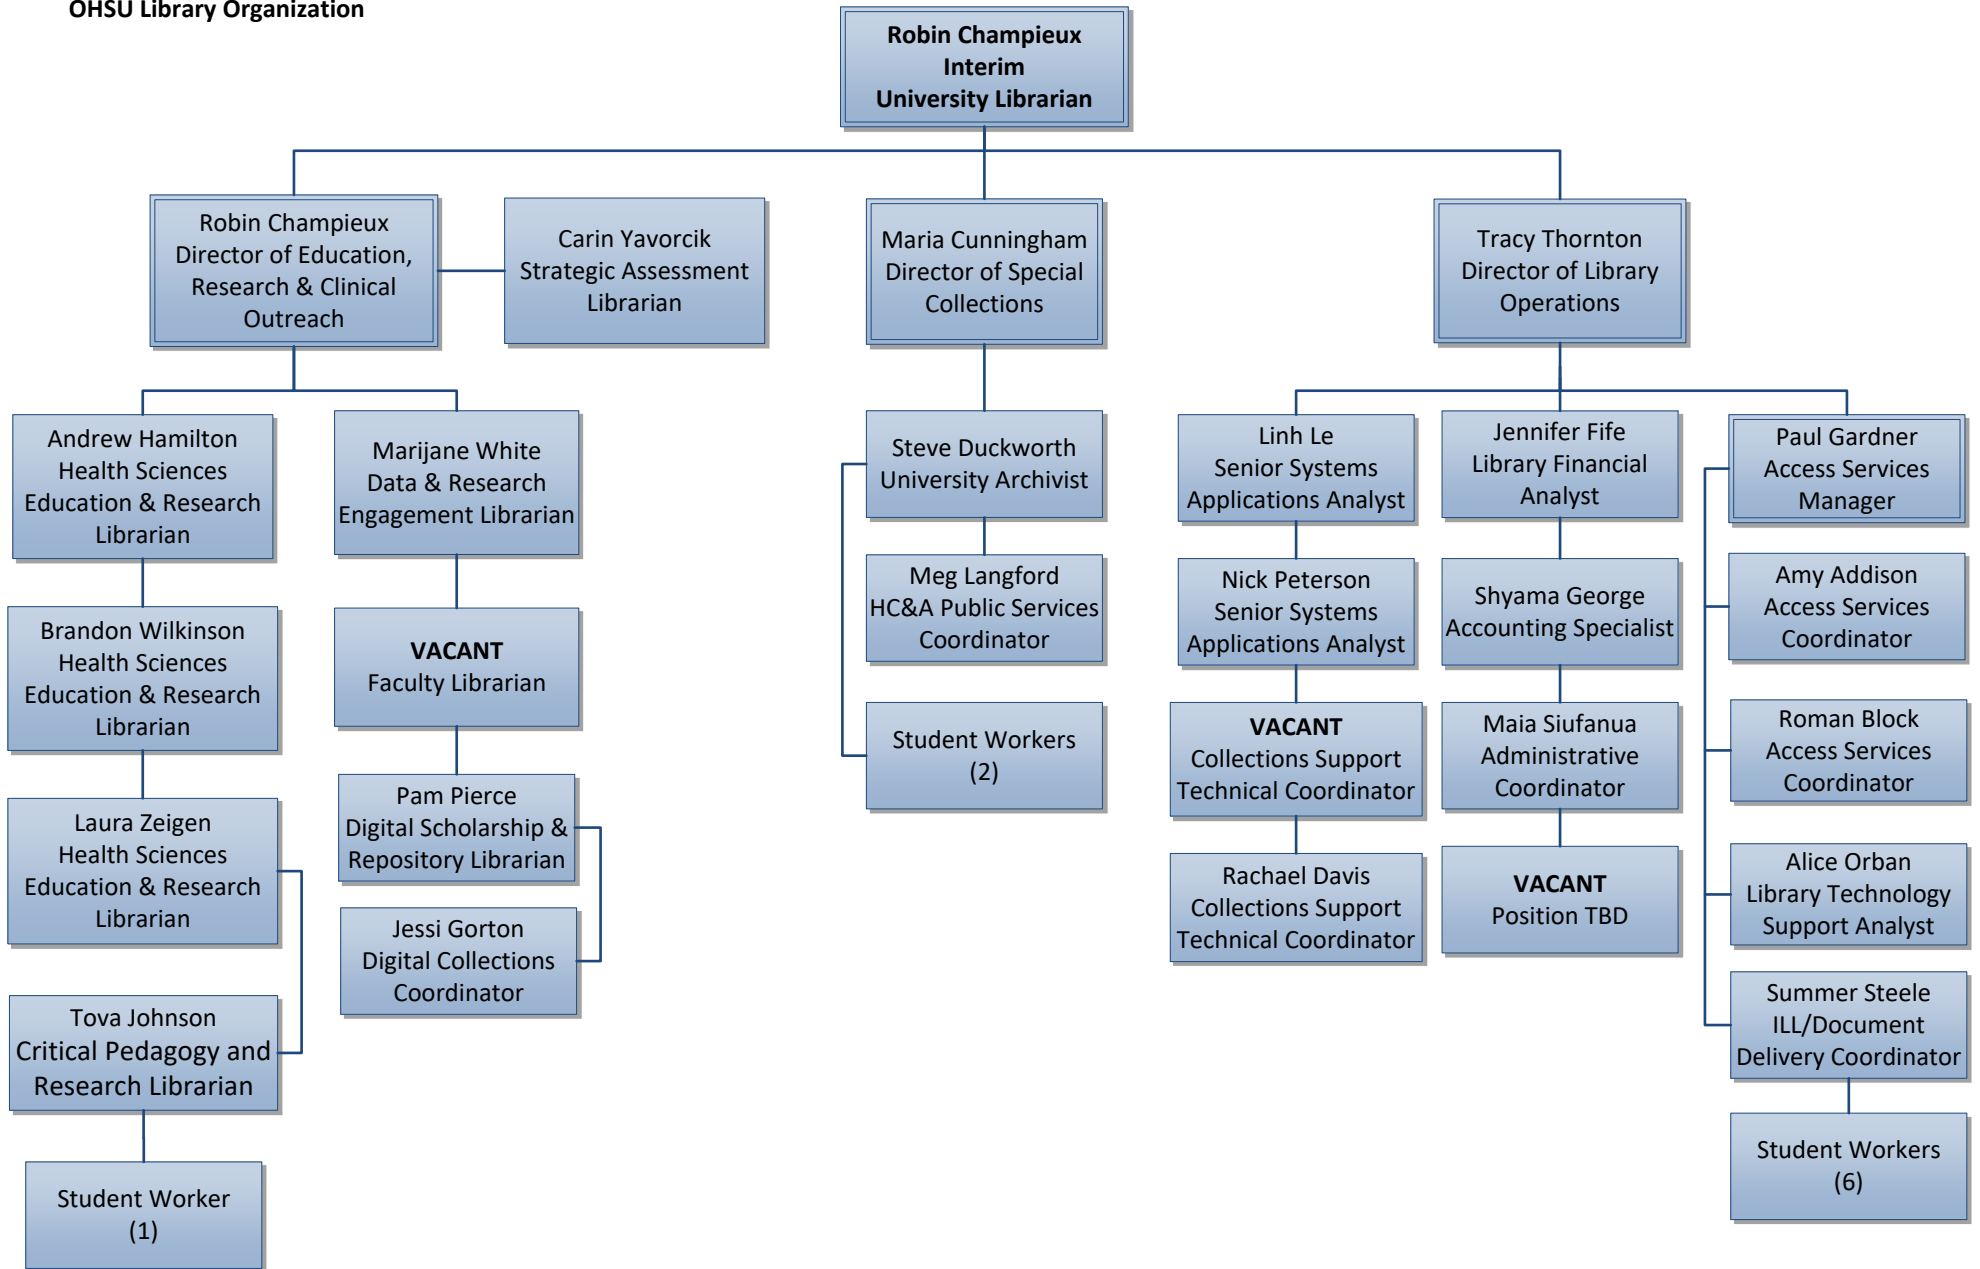 OHSU Library Organization
Robin Champieux
Interim
University Librarian
Robin Champieux
Director of Education,
Research & Clinical
Outreach
Carin Yavorcik
Strategic Assessment
Librarian
Maria Cunningham
Director of Special
Collections
Tracy Thornton
Director of Library
Operations
Andrew Hamilton
Health Sciences
Education & Research
Librarian
Brandon Wilkinson
Health Sciences
Education & Research
Librarian
Laura Zeigen
Health Sciences
Education & Research
Librarian
Tova Johnson
Critical Pedagogy and
Research Librarian
Student Worker
(1)
Marijane White
Data & Research
Engagement Librarian
VACANT
Faculty Librarian
Pam Pierce
Digital Scholarship &
Repository Librarian
Jessi Gorton
Digital Collections
Coordinator
Steve Duckworth
University Archivist
Meg Langford
HC&A Public Services
Coordinator
Student Workers
(2)
Linh Le
Senior Systems
Applications Analyst
Nick Peterson
Senior Systems
Applications Analyst
VACANT
Collections Support
Technical Coordinator
Rachael Davis
Collections Support
Technical Coordinator
Jennifer Fife
Library Financial
Analyst
Shyama George
Accounting Specialist
Maia Siufanua
Administrative
Coordinator
VACANT
Position TBD
Paul Gardner
Access Services
Manager
Amy Addison
Access Services
Coordinator
Roman Block
Access Services
Coordinator
Alice Orban
Library Technology
Support Analyst
Summer Steele
ILL/Document
Delivery Coordinator
Student Workers
(6)